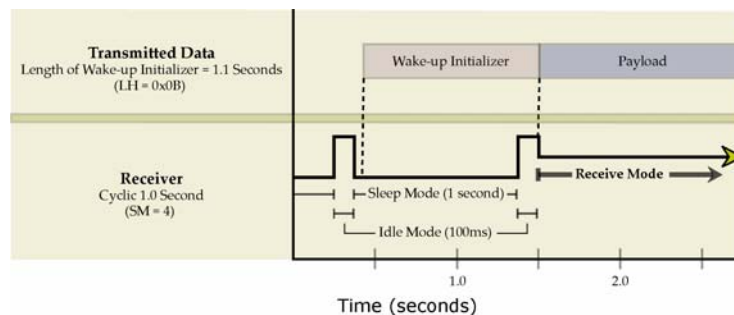 Transmitted Data
Length of Wake-up Initializer = 1.1 Seconds
(LH = 0x0B)
Wake-up Initializer
Payload
Receiver
Cyclic 1.0 Second
(SM = 4)
Sleep Mode (1 second)
Receive Mode
Idle Mode (100ms)
1.0
2.0
Time (seconds)